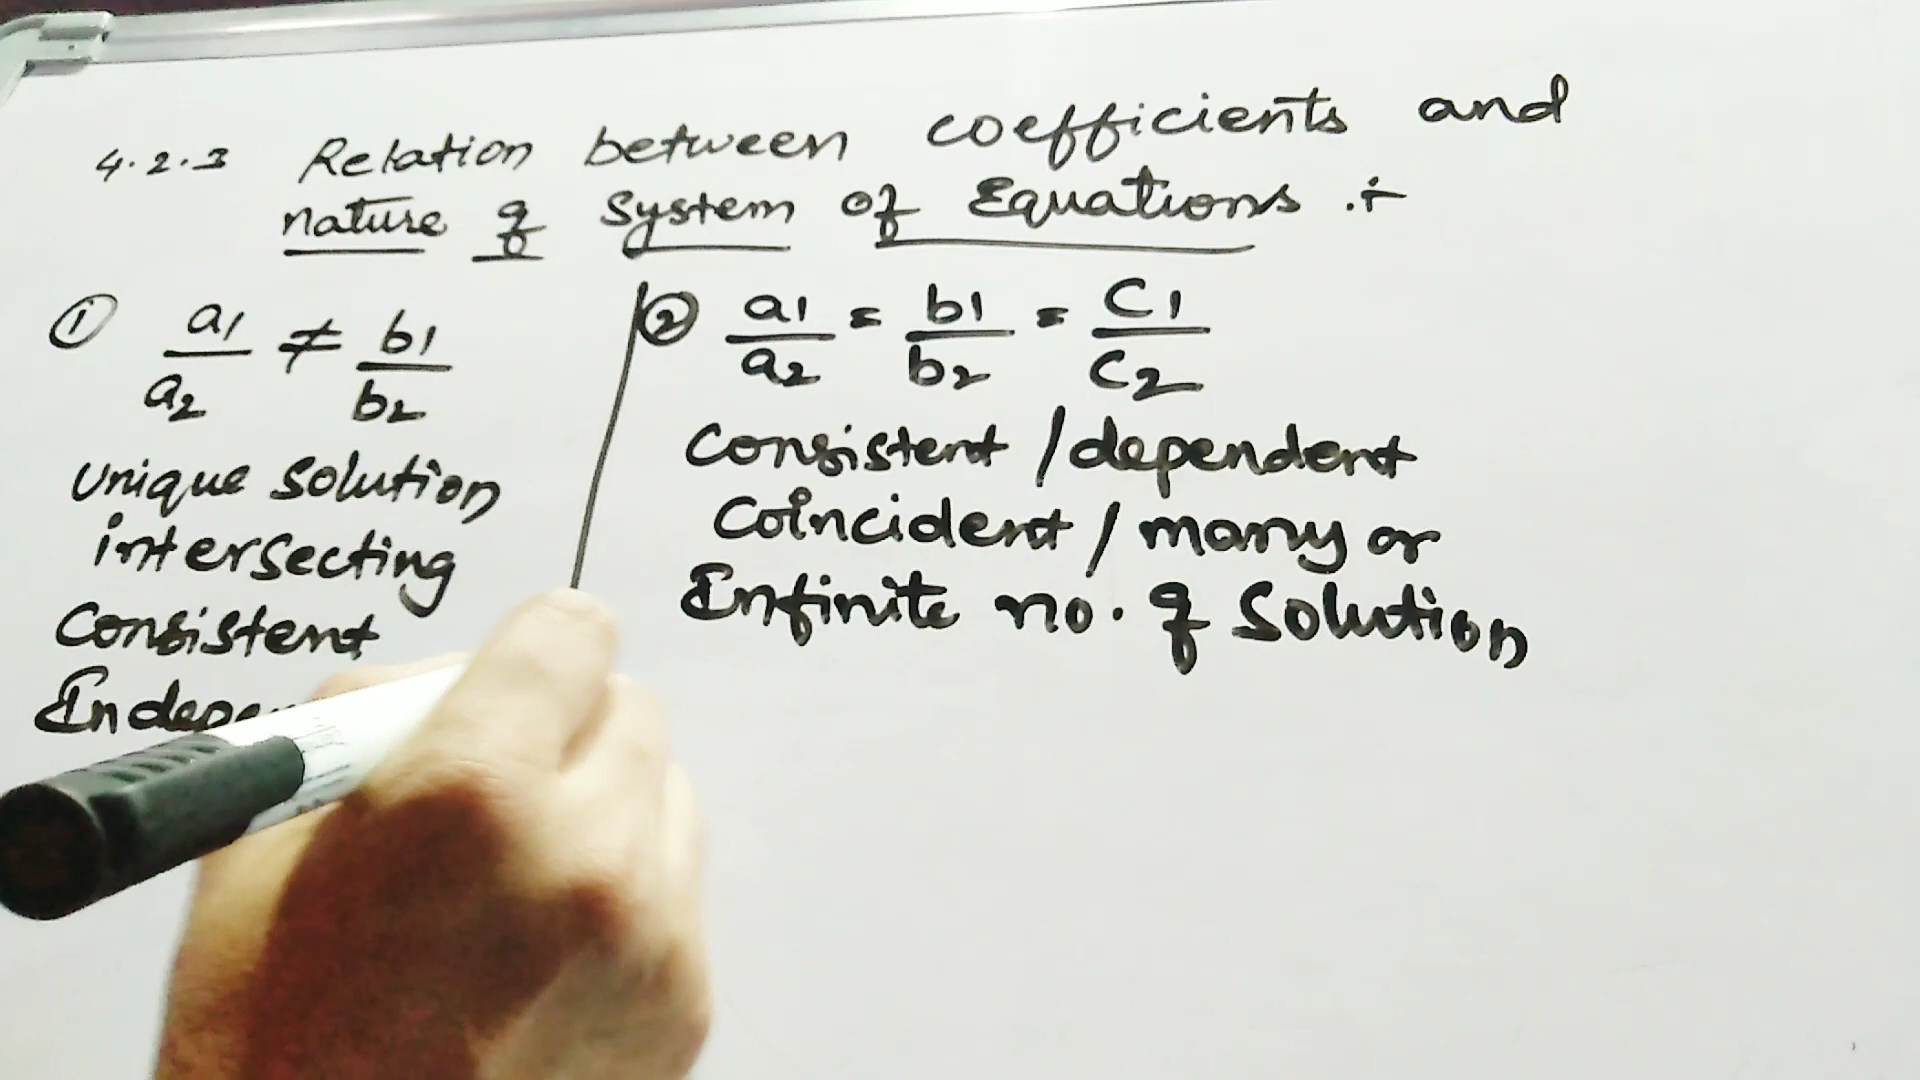 4.2.3 Relation between coefficients and
nature of System of Equations :-
① a1/a2 ≠ b1/b2
Unique Solution
intersecting
Consistent
② a1/a2 = b1/b2 = C1/C2
Consistent / dependent
Coincident / many or
Infinite no. of Solution